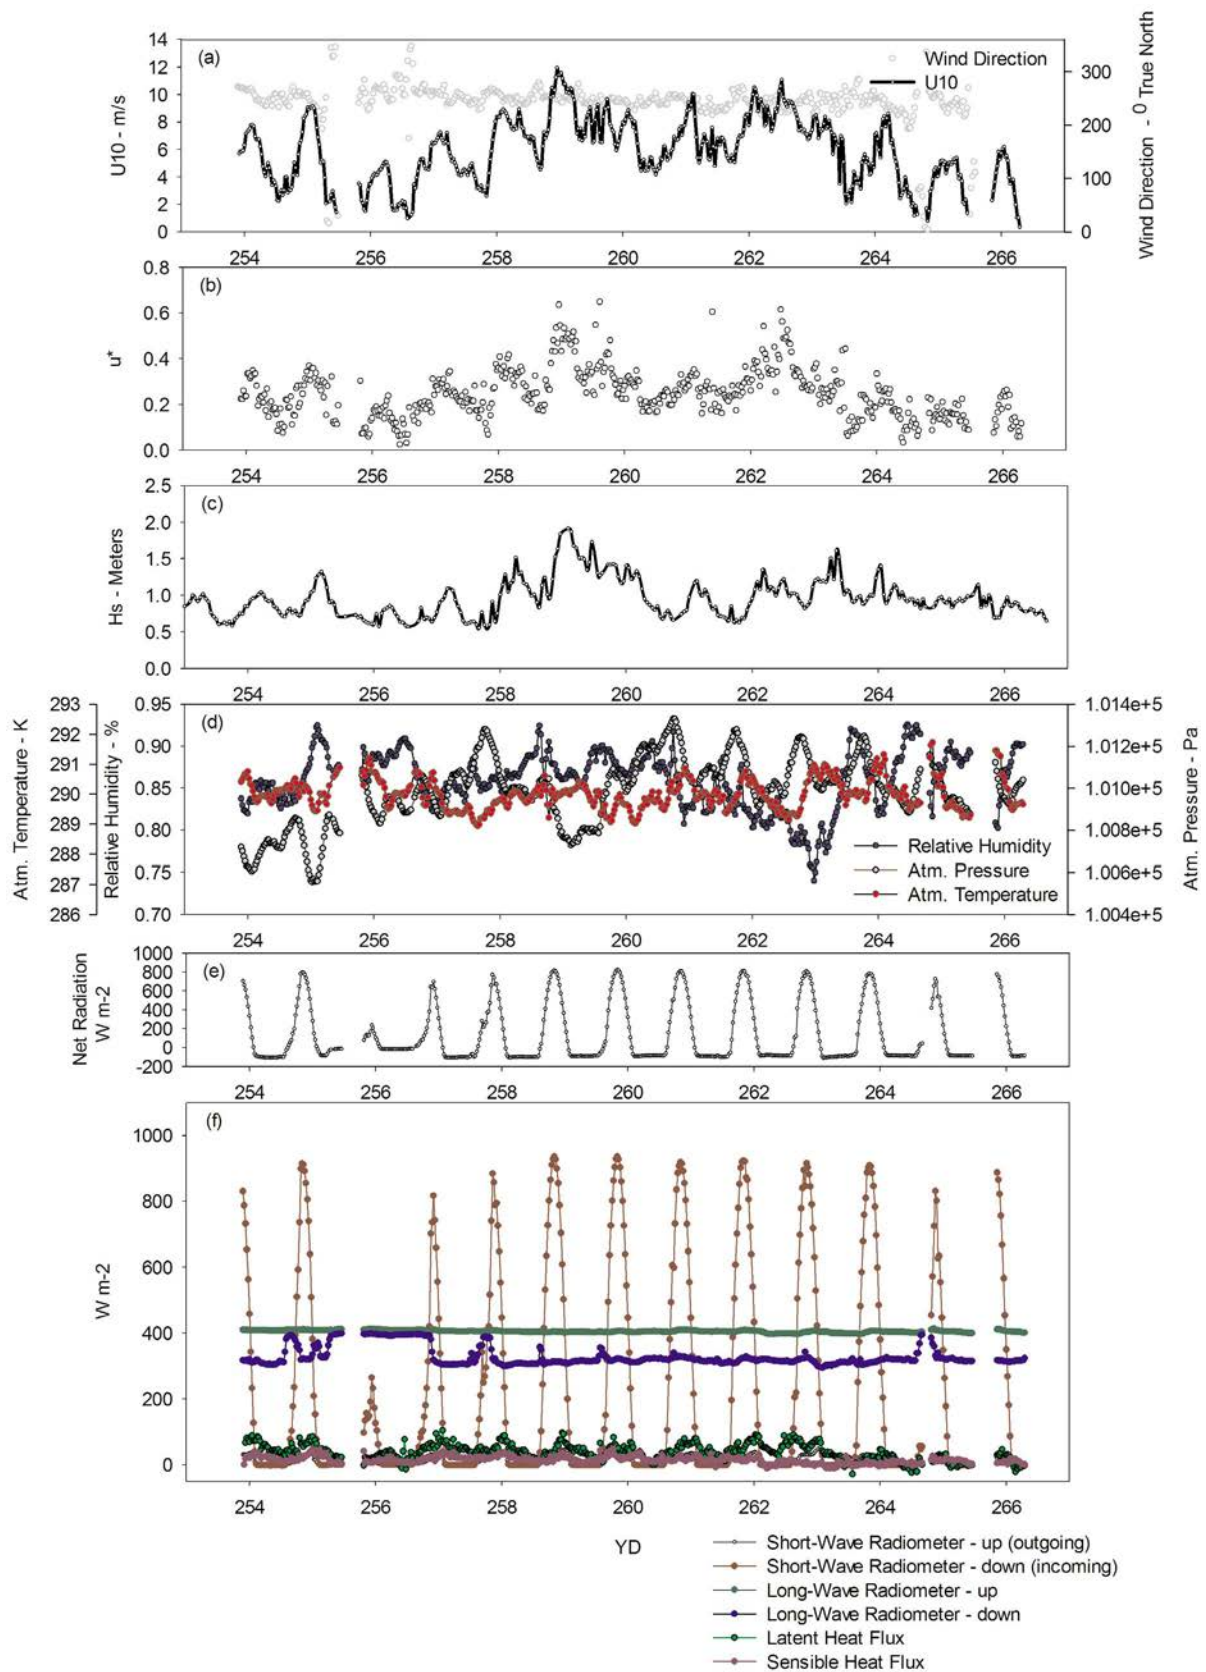 (a)
Wind Direction
U10
14
12
10
8
6
4
2
0
U10 - m/s
300
200
100
0
Wind Direction - 0 True North
254 256 258 260 262 264 266
(b)
0.8
0.6
0.4
0.2
0.0
u*
254 256 258 260 262 264 266
(c)
2.5
2.0
1.5
1.0
0.5
0.0
Hs - Meters
254 256 258 260 262 264 266
(d)
293
292
291
290
289
288
287
286
Atm. Temperature - K
0.95
0.90
0.85
0.80
0.75
0.70
Relative Humidity - %
1.014e+5
1.012e+5
1.010e+5
1.008e+5
1.006e+5
1.004e+5
Atm. Pressure - Pa
Relative Humidity
Atm. Pressure
Atm. Temperature
254 256 258 260 262 264 266
(e)
1000
800
600
400
200
0
-200
Net Radiation
W m-2
254 256 258 260 262 264 266
(f)
1000
800
600
400
200
0
W m-2
254 256 258 260 262 264 266
YD
Short-Wave Radiometer - up (outgoing)
Short-Wave Radiometer - down (incoming)
Long-Wave Radiometer - up
Long-Wave Radiometer - down
Latent Heat Flux
Sensible Heat Flux